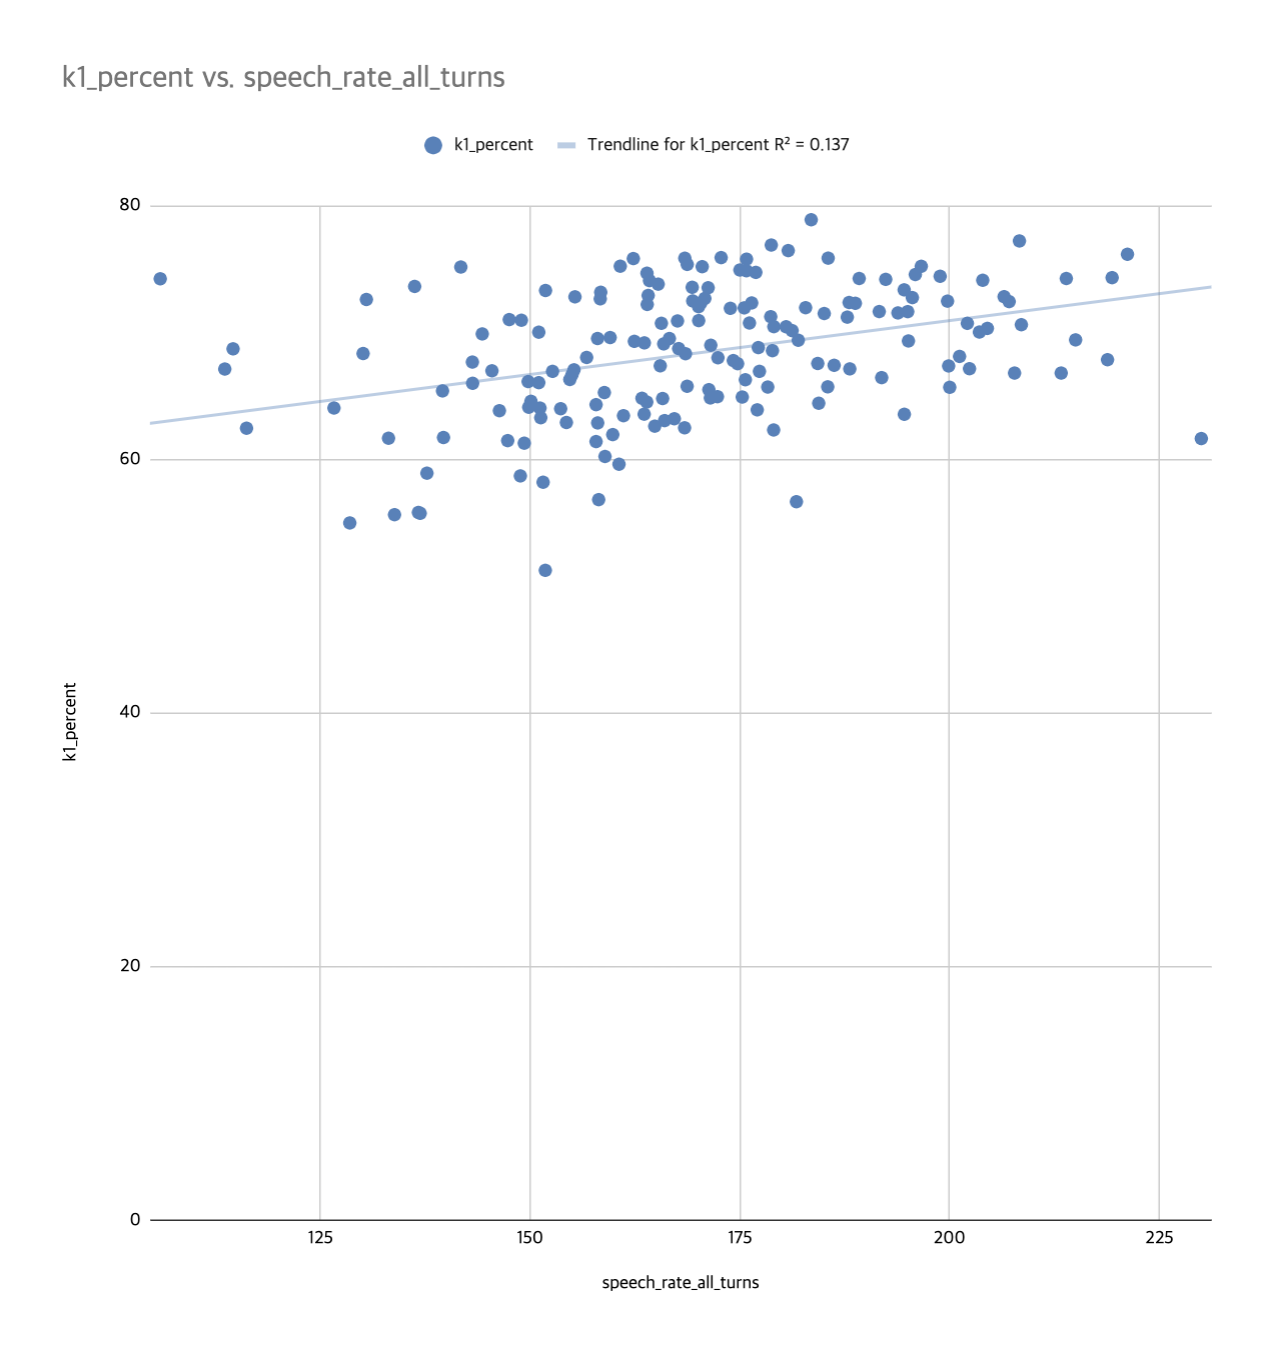 k1_percent vs. speech_rate_all_turns
k1_percent Trendline for k1_percent R² = 0.137
80
60
40
20
0
k1_percent
125 150 175 200 225
speech_rate_all_turns